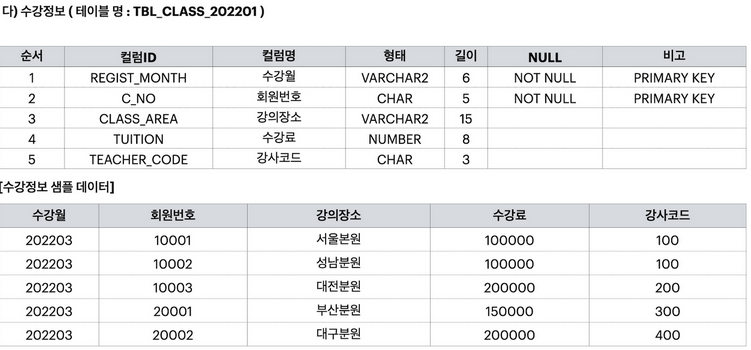 다) 수강정보 ( 테이블 명 : TBL_CLASS_202201 )
순서 컬럼ID 컬럼명 형태 길이 NULL 비고
1 REGIST_MONTH 수강월 VARCHAR2 6 NOT NULL PRIMARY KEY
2 C_NO 회원번호 CHAR 5 NOT NULL PRIMARY KEY
3 CLASS_AREA 강의장소 VARCHAR2 15
4 TUITION 수강료 NUMBER 8
5 TEACHER_CODE 강사코드 CHAR 3
[수강정보 샘플 데이터]
수강월 회원번호 강의장소 수강료 강사코드
202203 10001 서울본원 100000 100
202203 10002 성남분원 100000 100
202203 10003 대전분원 200000 200
202203 20001 부산분원 150000 300
202203 20002 대구분원 200000 400